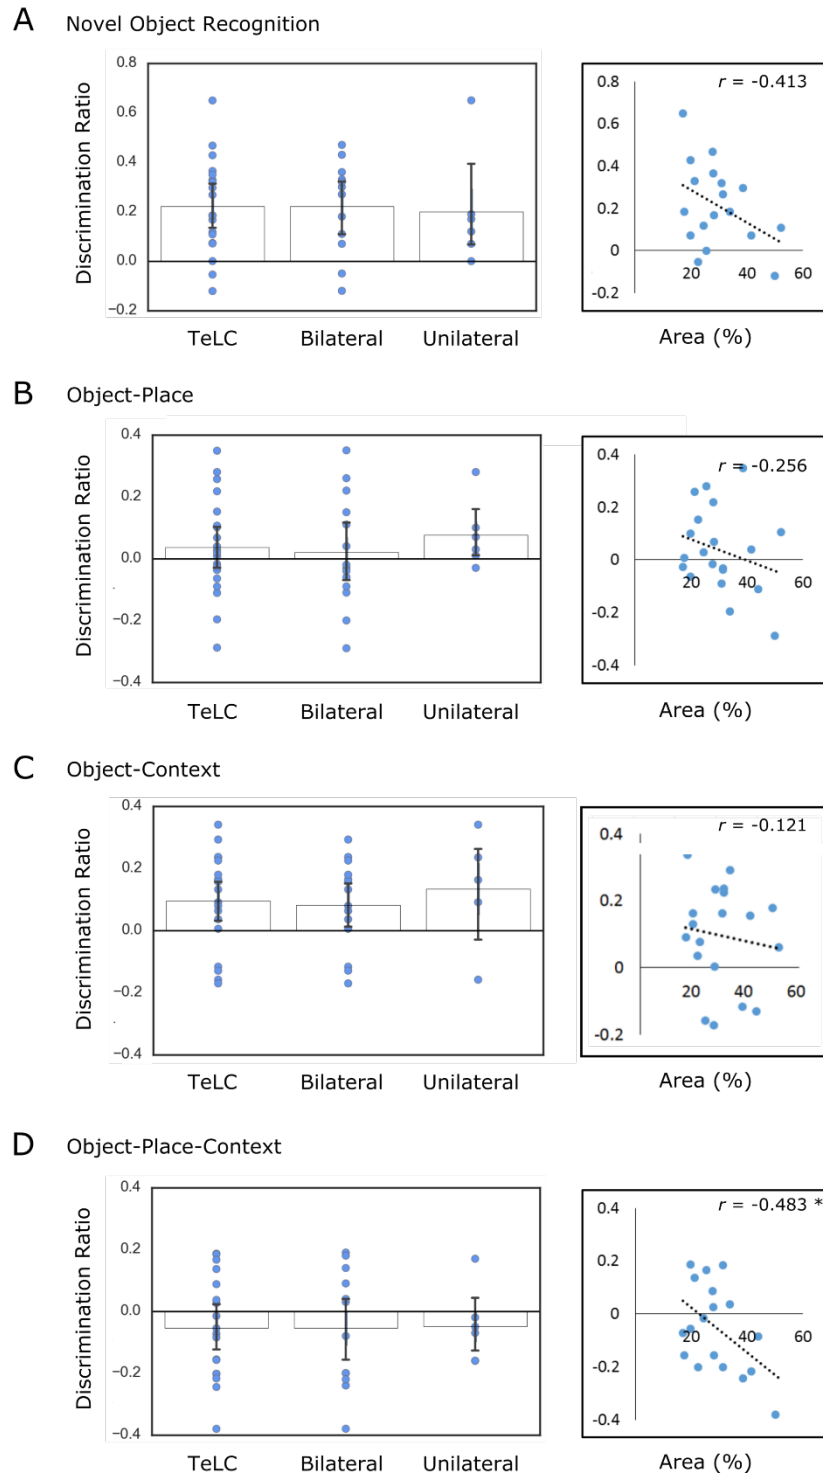 A Novel Object Recognition
Discrimination Ratio
0.8
0.6
0.4
0.2
0.0
−0.2
TeLC Bilateral Unilateral
r = -0.413
0.8
0.6
0.4
0.2
0
-0.2
20 40 60
Area (%)
B Object-Place
Discrimination Ratio
0.4
0.2
0.0
−0.2
−0.4
TeLC Bilateral Unilateral
r = -0.256
0.4
0.2
0
-0.2
-0.4
20 40 60
Area (%)
C Object-Context
Discrimination Ratio
0.4
0.2
0.0
−0.2
−0.4
TeLC Bilateral Unilateral
r = -0.121
0.4
0.2
0
-0.2
20 40 60
Area (%)
D Object-Place-Context
Discrimination Ratio
0.4
0.2
0.0
−0.2
−0.4
TeLC Bilateral Unilateral
r = -0.483 *
0.4
0.2
0
-0.2
-0.4
20 40 60
Area (%)